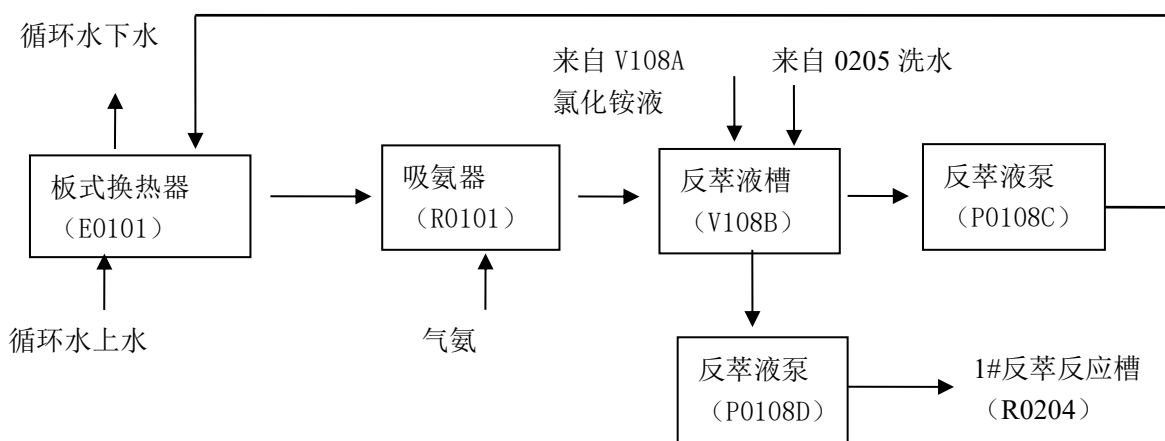 循环水下水
来自 V108A
氯化铵液
来自 0205 洗水
板式换热器
（E0101）
吸氨器
（R0101）
反萃液槽
（V108B）
反萃液泵
（P0108C）
循环水上水
气氨
反萃液泵
（P0108D）
1#反萃反应槽
（R0204）